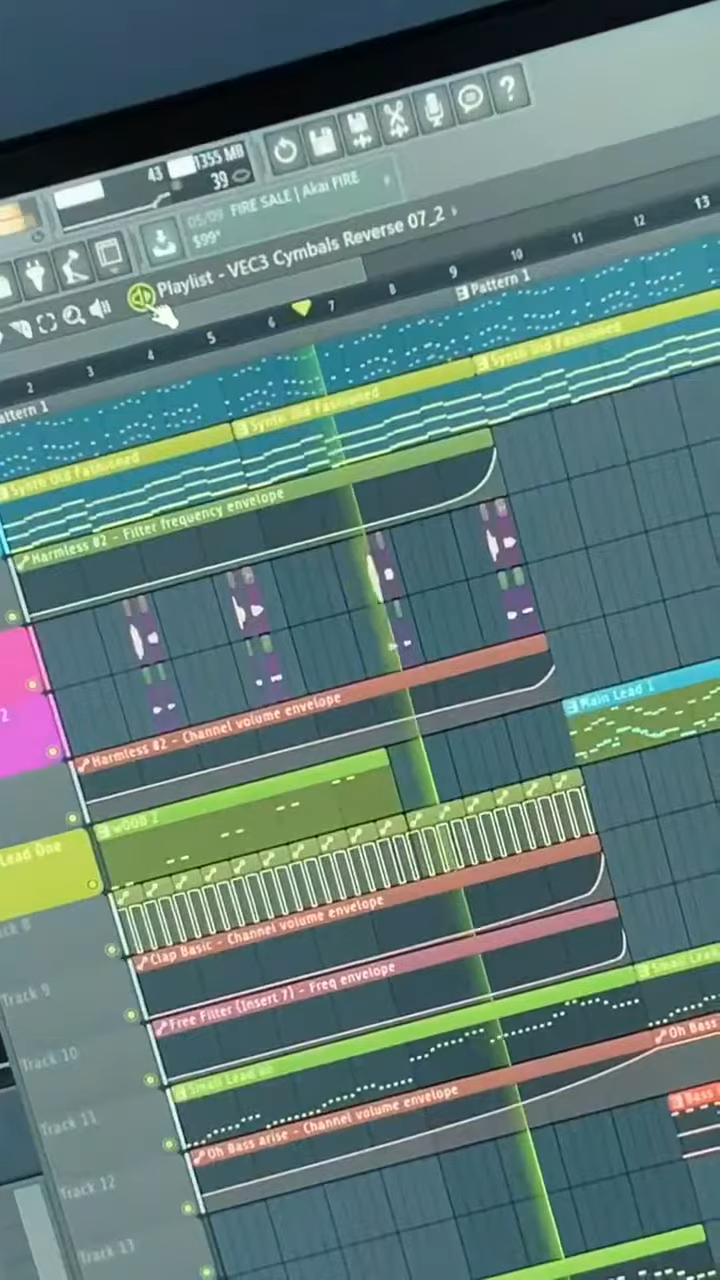 43
1355 MB
39
05/09 FIRE SALE | Akai FIRE
$99*
Playlist - VEC3 Cymbals Reverse 07_2
2 3 4 5 6 7 8 9 10 11 12 13
Pattern 1
Pattern 1
Synth Old Fashioned
Synth Old Fashioned
Synth Old Fashioned
Harmless #2 - Filter frequency envelope
Harmless #2 - Channel volume envelope
Main Lead 1
2
Lead One
Clap Basic - Channel volume envelope
Free Filter (Insert 7) - Freq envelope
Track 9
Small Lead
Track 10
Oh Bass
Track 11
Oh Bass arise - Channel volume envelope
Bass
Track 12
Track 13